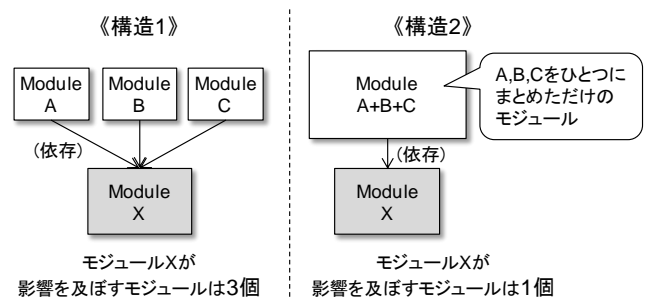 《構造1》
Module
A
Module
B
Module
C
(依存)
Module
X
モジュールXが
影響を及ぼすモジュールは3個
《構造2》
Module
A+B+C
A,B,Cをひとつに
まとめただけの
モジュール
(依存)
Module
X
モジュールXが
影響を及ぼすモジュールは1個